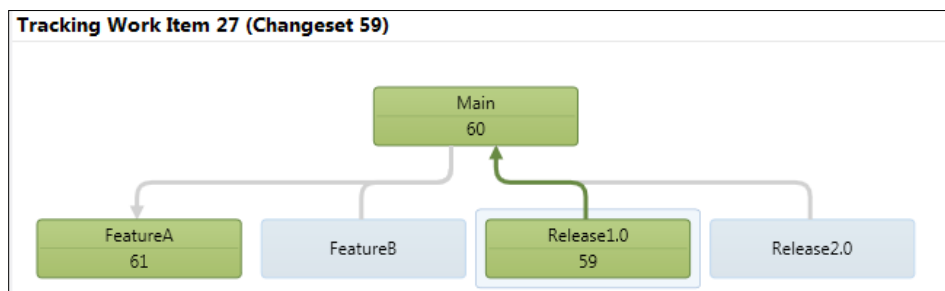 Tracking Work Item 27 (Changeset 59)
Main
60
FeatureA
61
FeatureB
Release1.0
59
Release2.0